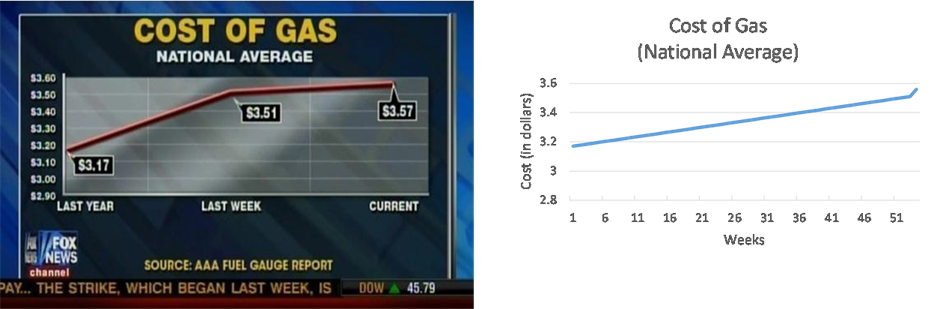 COST OF GAS
NATIONAL AVERAGE
$3.60
$3.50
$3.40
$3.30
$3.20
$3.10
$3.00
$2.90
$3.17
$3.51
$3.57
LAST YEAR LAST WEEK CURRENT
FOX
NEWS
channel
SOURCE: AAA FUEL GAUGE REPORT
PAY... THE STRIKE, WHICH BEGAN LAST WEEK, IS DOW 45.79
Cost of Gas
(National Average)
Cost (in dollars)
3.6
3.4
3.2
3
2.8
1 6 11 16 21 26 31 36 41 46 51
Weeks